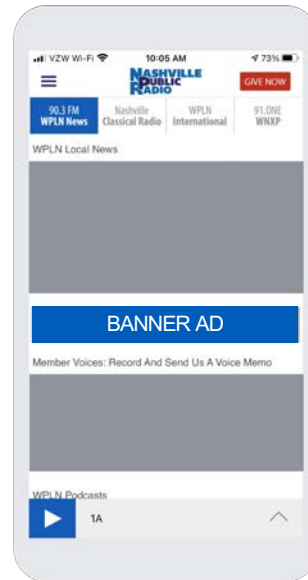 VZW Wi-Fi 10:05 AM 73%
NASHVILLE
PUBLIC
RADIO
GIVE NOW
90.3 FM
WPLN News
Nashville
Classical Radio
WPLN
International
91.ONE
WNXP
WPLN Local News
BANNER AD
Member Voices: Record And Send Us A Voice Memo
WPLN Podcasts
1A